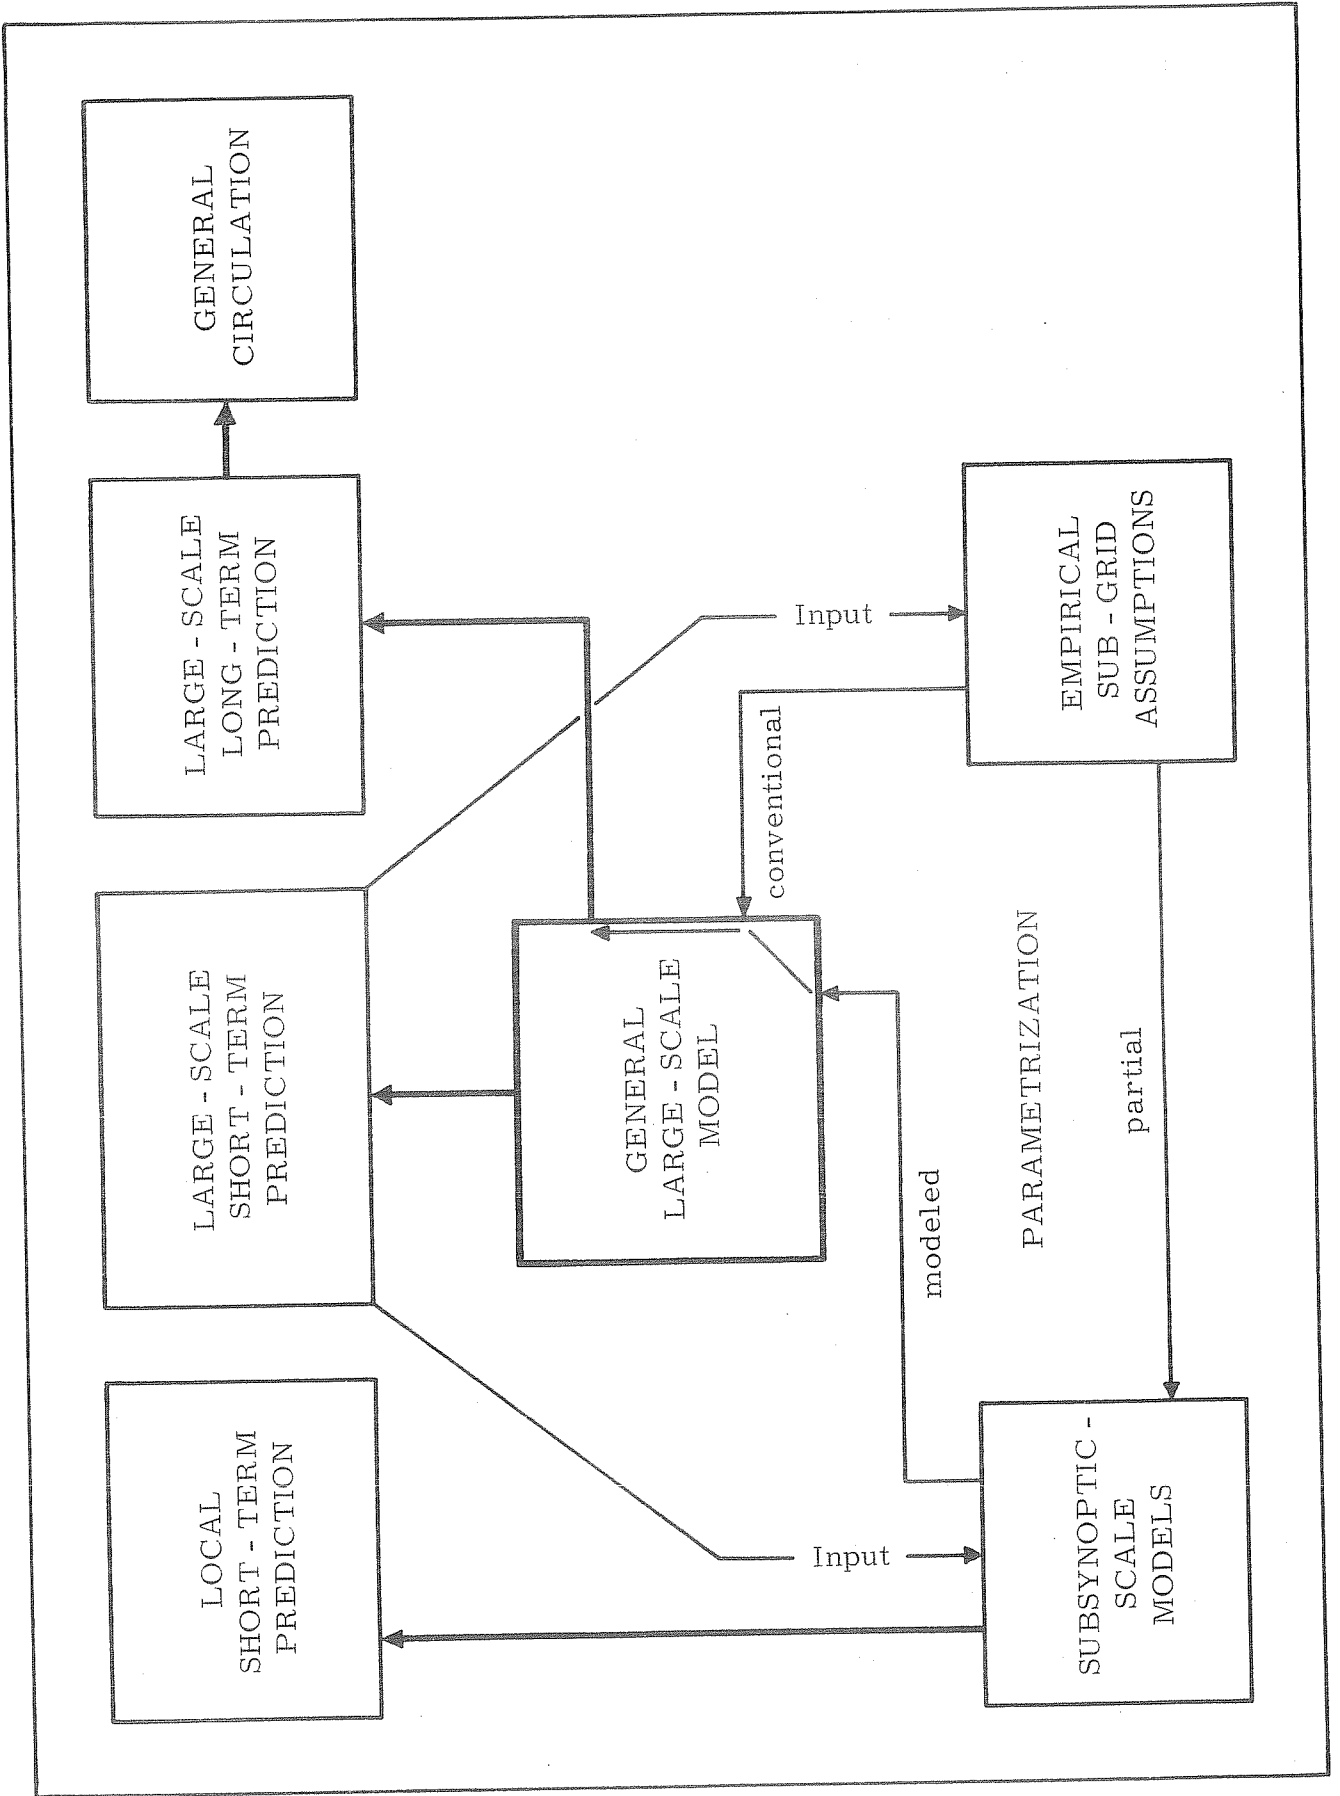 LOCAL
SHORT - TERM
PREDICTION
LARGE - SCALE
SHORT - TERM
PREDICTION
LARGE - SCALE
LONG - TERM
PREDICTION
GENERAL
CIRCULATION
GENERAL
LARGE - SCALE
MODEL
Input
conventional
Input
modeled
PARAMETRIZATION
partial
SUBSYNOPTIC -
SCALE
MODELS
EMPIRICAL
SUB - GRID
ASSUMPTIONS